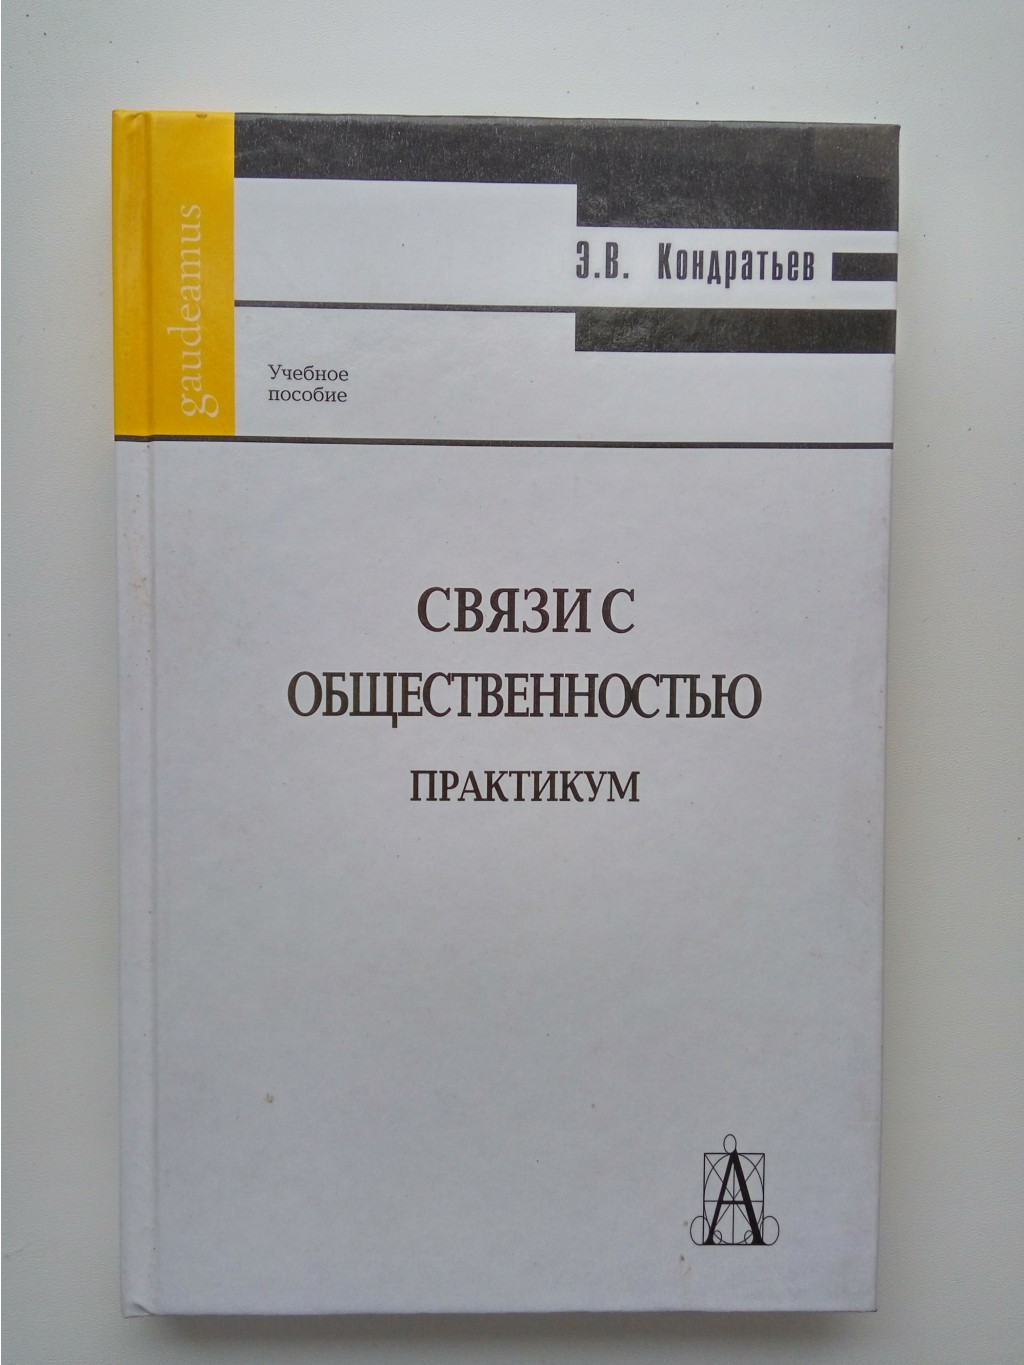 gaudeamus
Э.В. Кондратьев
Учебное
пособие
СВЯЗИ С
ОБЩЕСТВЕННОСТЬЮ
ПРАКТИКУМ
А